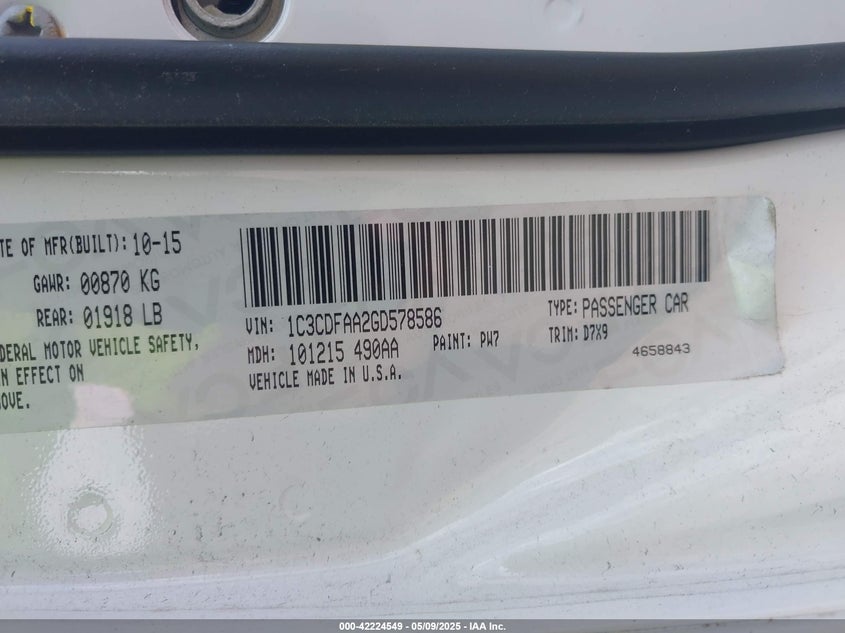 TE OF MFR(BUILT): 10-15
GAWR: 00870 KG
REAR: 01918 LB
DERAL MOTOR VEHICLE SAFETY,
N EFFECT ON
OVE.
VIN: 1C3CDFAA2GD578586
TYPE: PASSENGER CAR
MDH: 101215 490AA
PAINT: PW7
TRIM: D7X9
VEHICLE MADE IN U.S.A.
4658843
000-42224549 — 05/09/2025 — IAA Inc.